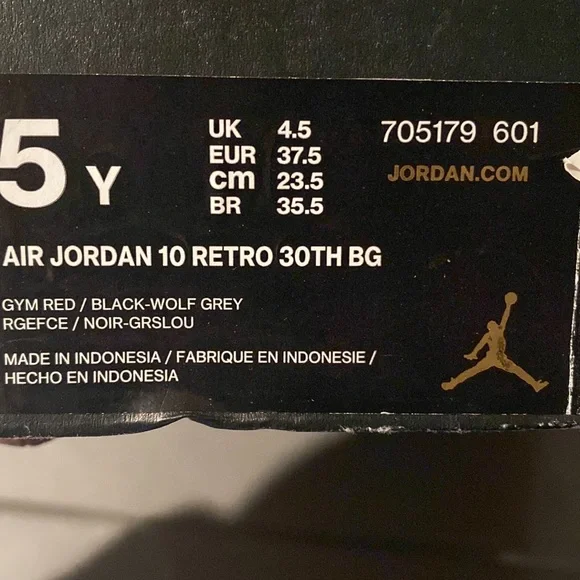 5 Y
UK 4.5
EUR 37.5
cm 23.5
BR 35.5
705179 601
JORDAN.COM
AIR JORDAN 10 RETRO 30TH BG
GYM RED / BLACK-WOLF GREY
RGEFCE / NOIR-GRSLOU
MADE IN INDONESIA / FABRIQUE EN INDONESIE /
HECHO EN INDONESIA